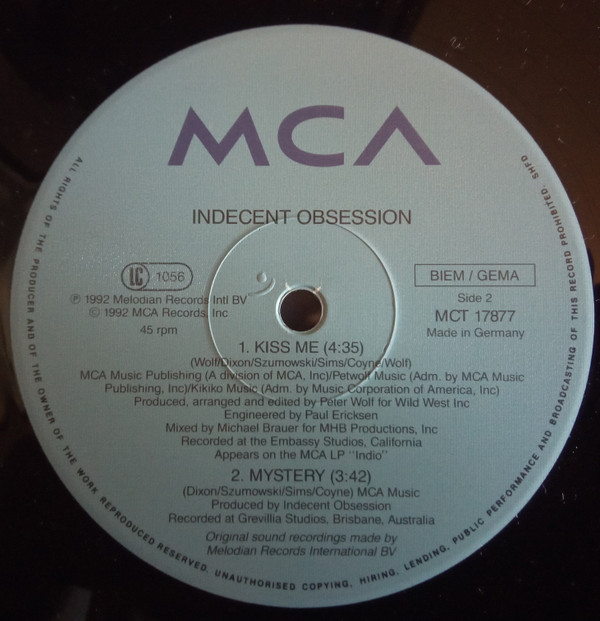 MCA
INDECENT OBSESSION
LC 1056
℗ 1992 Melodian Records Intl BV
© 1992 MCA Records, Inc
45 rpm
BIEM / GEMA
Side 2
MCT 17877
Made in Germany
1. KISS ME (4:35)
(Wolf/Dixon/Szumowski/Sims/Coyne/Wolf)
MCA Music Publishing (A division of MCA, Inc)/Petwolf Music (Adm. by MCA Music
Publishing, Inc)/Kikiko Music (Adm. by Music Corporation of America, Inc)
Produced, arranged and edited by Peter Wolf for Wild West Inc
Engineered by Paul Ericksen
Mixed by Michael Brauer for MHB Productions, Inc
Recorded at the Embassy Studios, California
Appears on the MCA LP "Indio"
2. MYSTERY (3:42)
(Dixon/Szumowski/Sims/Coyne) MCA Music
Produced by Indecent Obsession
Recorded at Grevillia Studios, Brisbane, Australia
Original sound recordings made by
Melodian Records International BV
ALL RIGHTS OF THE PRODUCER AND OF THE OWNER OF THE WORK REPRODUCED RESERVED. UNAUTHORISED COPYING, HIRING, LENDING, PUBLIC PERFORMANCE AND BROADCASTING OF THIS RECORD PROHIBITED. SHFD